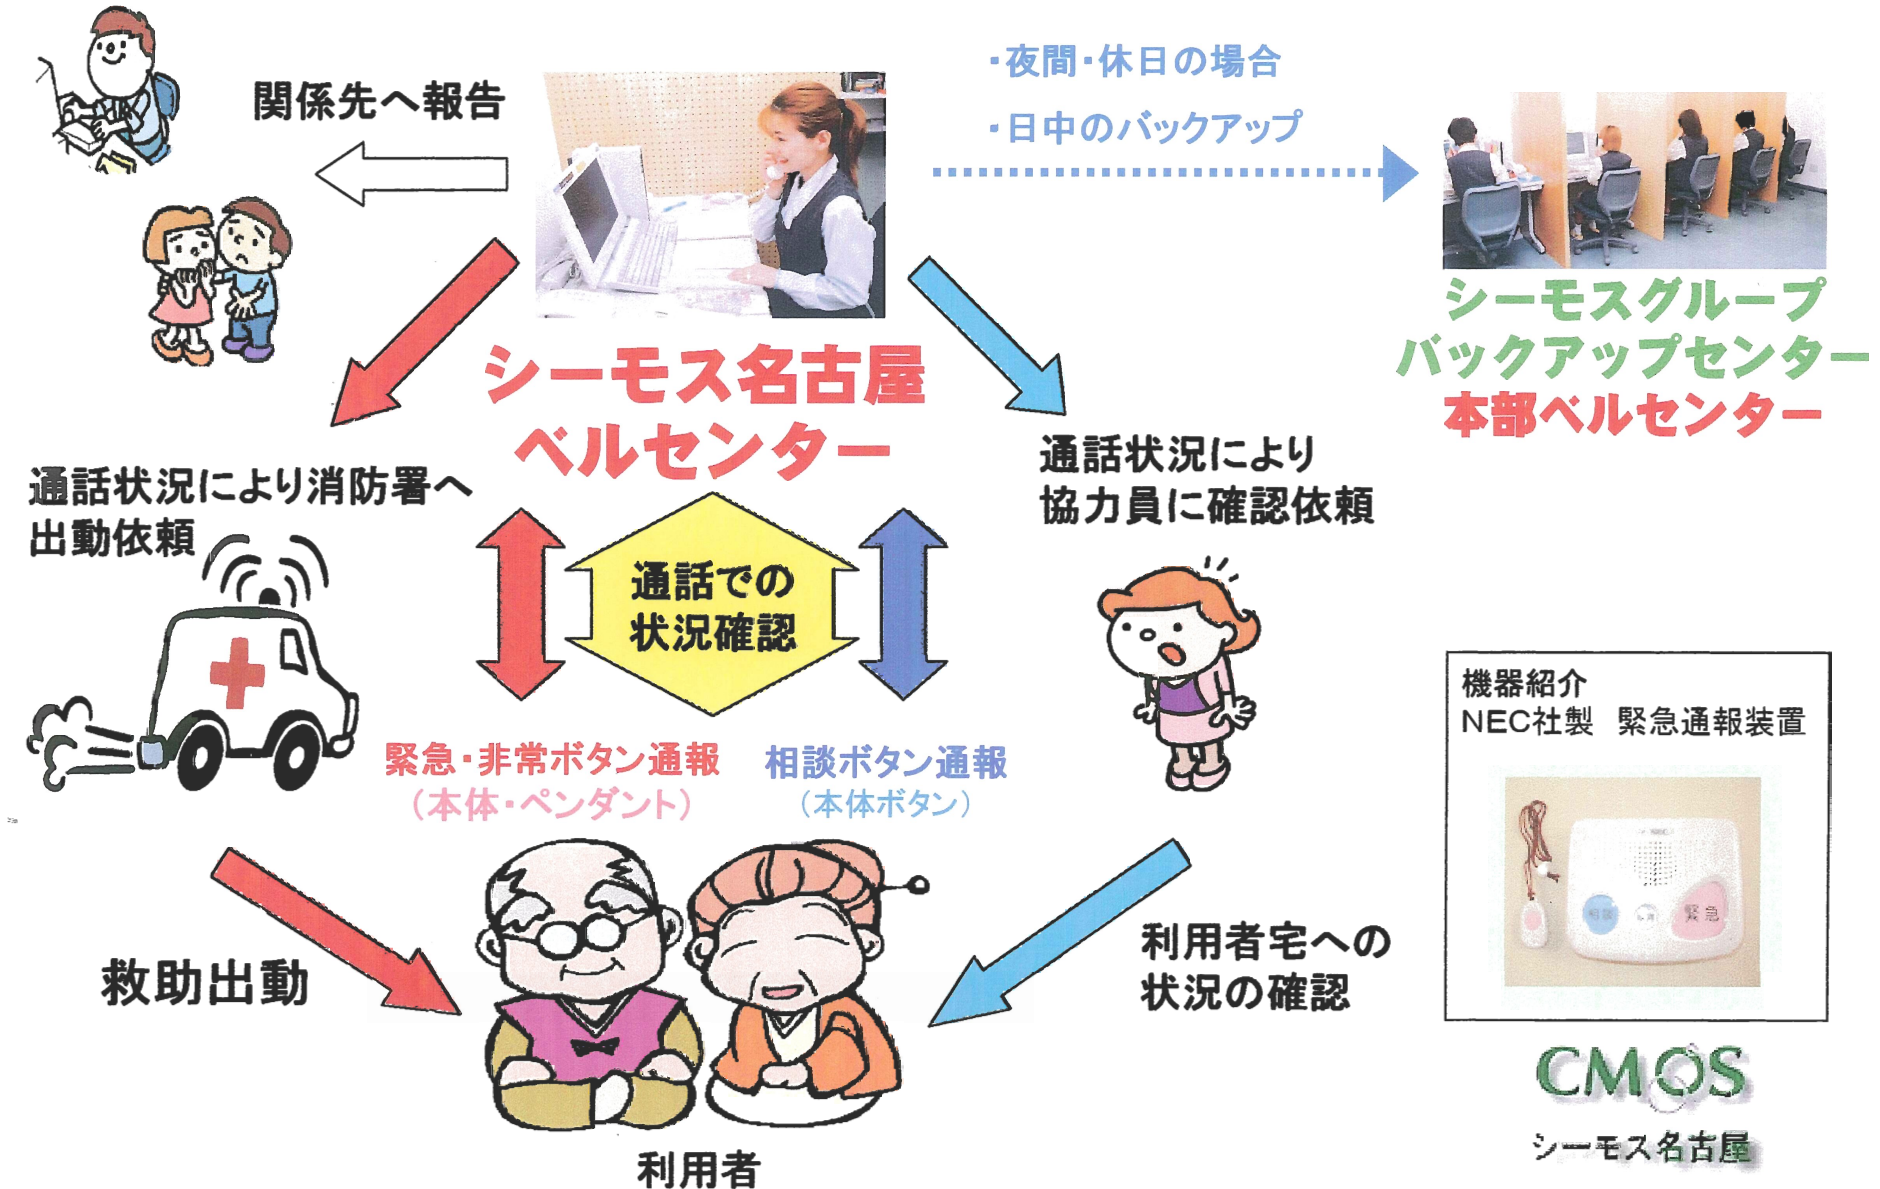 関係先へ報告
・夜間・休日の場合
・日中のバックアップ
シーモスグループ
バックアップセンター
本部ベルセンター
シーモス名古屋
ベルセンター
通話状況により消防署へ
出動依頼
通話状況により
協力員に確認依頼
通話での
状況確認
緊急・非常ボタン通報
（本体・ペンダント）
相談ボタン通報
（本体ボタン）
救助出動
利用者宅への
状況の確認
利用者
機器紹介
NEC社製　緊急通報装置
相談
緊急
CMOS
シーモス名古屋